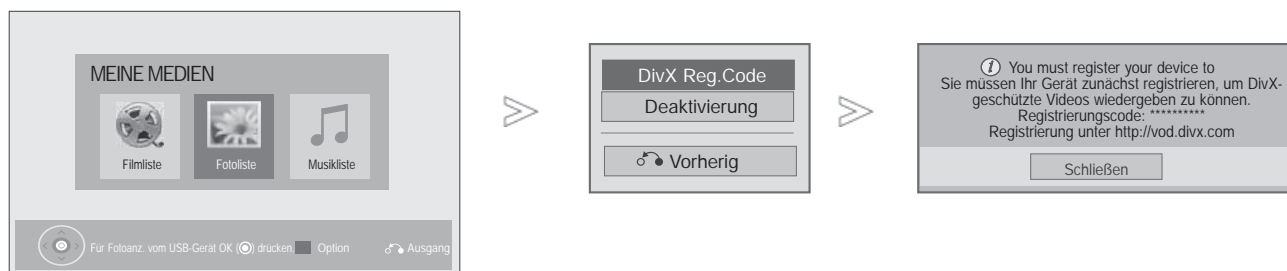 MEINE MEDIEN
Filmliste
Fotoliste
Musikliste
Für Fotoanz. vom USB-Gerät OK (◉) drücken. Option Ausgang
DivX Reg.Code
Deaktivierung
Vorherig
You must register your device to
Sie müssen Ihr Gerät zunächst registrieren, um DivX-
geschützte Videos wiedergeben zu können.
Registrierungscode: **********
Registrierung unter http://vod.divx.com
Schließen